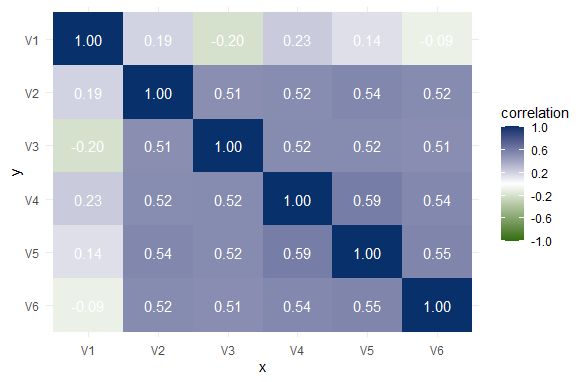 V1 1.00 0.19 -0.20 0.23 0.14 -0.09
V2 0.19 1.00 0.51 0.52 0.54 0.52
V3 -0.20 0.51 1.00 0.52 0.52 0.51
V4 0.23 0.52 0.52 1.00 0.59 0.54
V5 0.14 0.54 0.52 0.59 1.00 0.55
V6 -0.09 0.52 0.51 0.54 0.55 1.00
V1 V2 V3 V4 V5 V6
x
y
correlation
1.0
0.6
0.2
-0.2
-0.6
-1.0